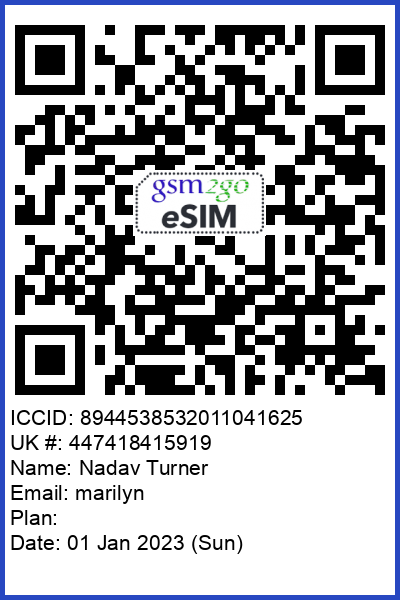 gsm2go
eSIM
ICCID: 8944538532011041625
UK #: 447418415919
Name: Nadav Turner
Email: marilyn
Plan:
Date: 01 Jan 2023 (Sun)